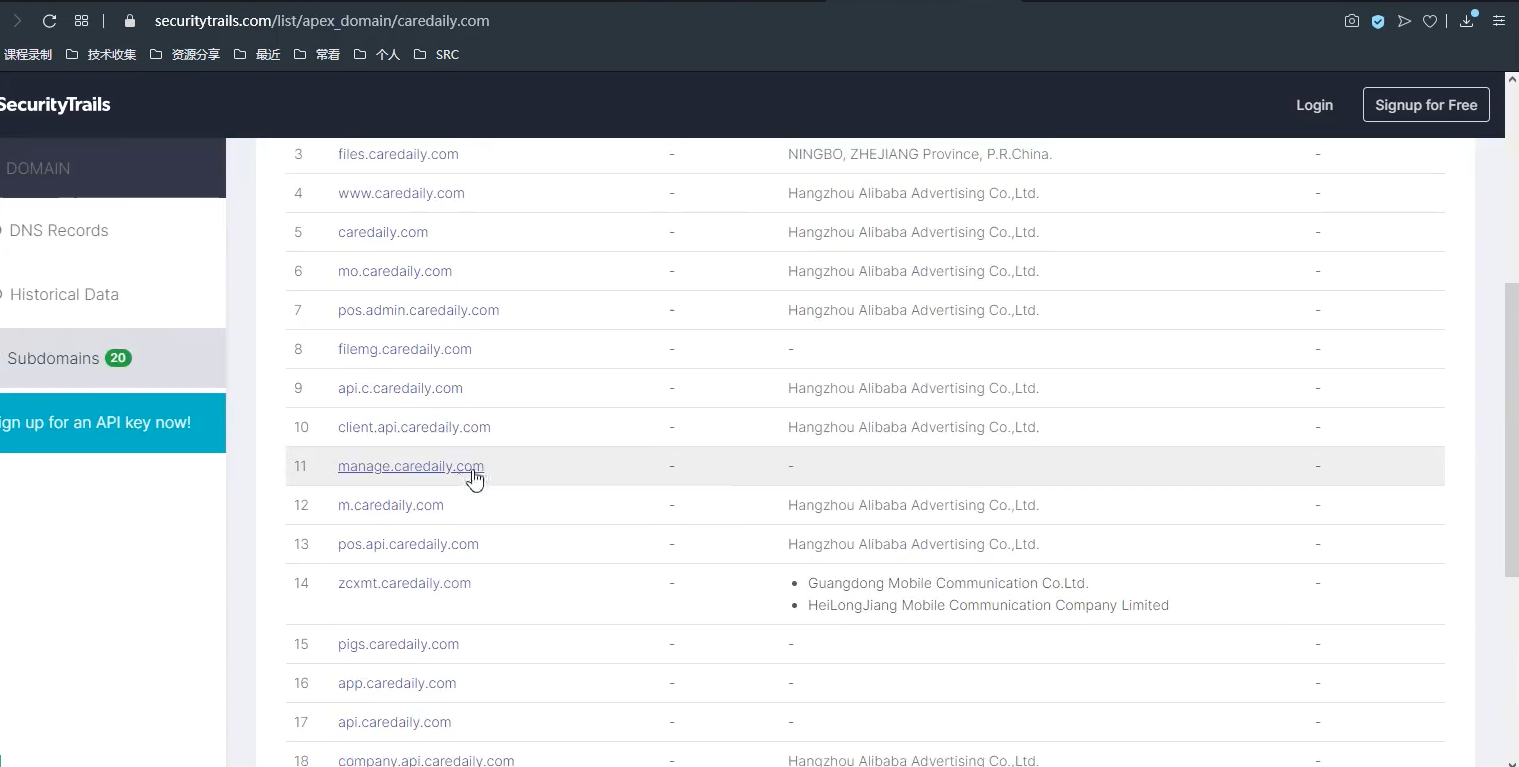 securitytrails.com/list/apex_domain/caredaily.com
课程录制 技术收集 资源分享 最近 常看 个人 SRC
SecurityTrails Login Signup for Free
DOMAIN
DNS Records
Historical Data
Subdomains 20
ign up for an API key now!
3 files.caredaily.com - NINGBO, ZHEJIANG Province, P.R.China. -
4 www.caredaily.com - Hangzhou Alibaba Advertising Co.,Ltd. -
5 caredaily.com - Hangzhou Alibaba Advertising Co.,Ltd. -
6 mo.caredaily.com - Hangzhou Alibaba Advertising Co.,Ltd. -
7 pos.admin.caredaily.com - Hangzhou Alibaba Advertising Co.,Ltd. -
8 filemg.caredaily.com - - -
9 api.c.caredaily.com - Hangzhou Alibaba Advertising Co.,Ltd. -
10 client.api.caredaily.com - Hangzhou Alibaba Advertising Co.,Ltd. -
11 manage.caredaily.com - - -
12 m.caredaily.com - Hangzhou Alibaba Advertising Co.,Ltd. -
13 pos.api.caredaily.com - Hangzhou Alibaba Advertising Co.,Ltd. -
14 zcxmt.caredaily.com - • Guangdong Mobile Communication Co.Ltd. -
• HeiLongJiang Mobile Communication Company Limited
15 pigs.caredaily.com - - -
16 app.caredaily.com - - -
17 api.caredaily.com - - -
18 company.api.caredaily.com - Hangzhou Alibaba Advertising Co.,Ltd. -